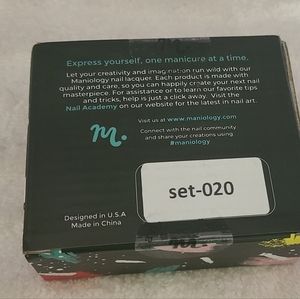 Express yourself, one manicure at a time.
Let your creativity and imagination run wild with our
Maniology nail lacquer. Each product is made with
quality and care, so you can happily create your next nail
masterpiece. For assistance or to learn our favorite tips
and tricks, help is just a click away. Visit the
Nail Academy on our website for the latest in nail art.
m.
Visit us at www.maniology.com
Connect with the nail community
and share your creations using
#maniology
set-020
Designed in U.S.A
Made in China
m.